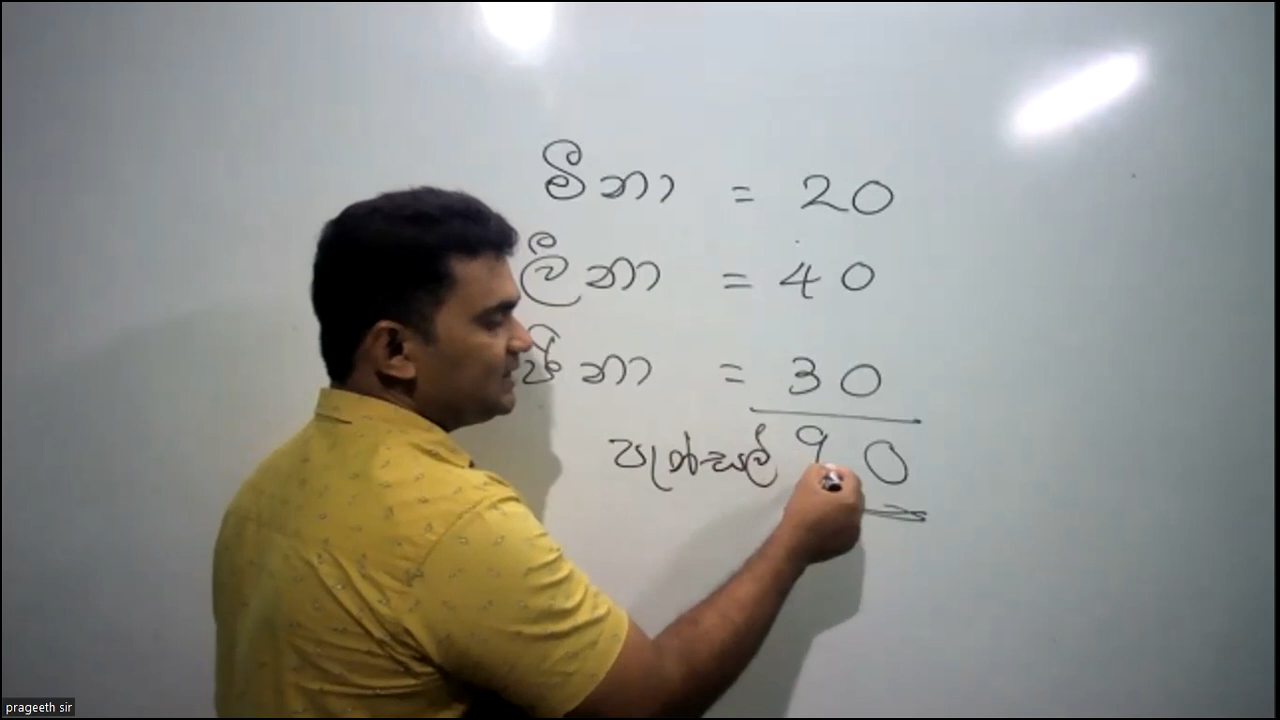 මීනා = 20
ලීනා = 40
ෂීනා = 30
පැන්සල් 90
prageeth sir